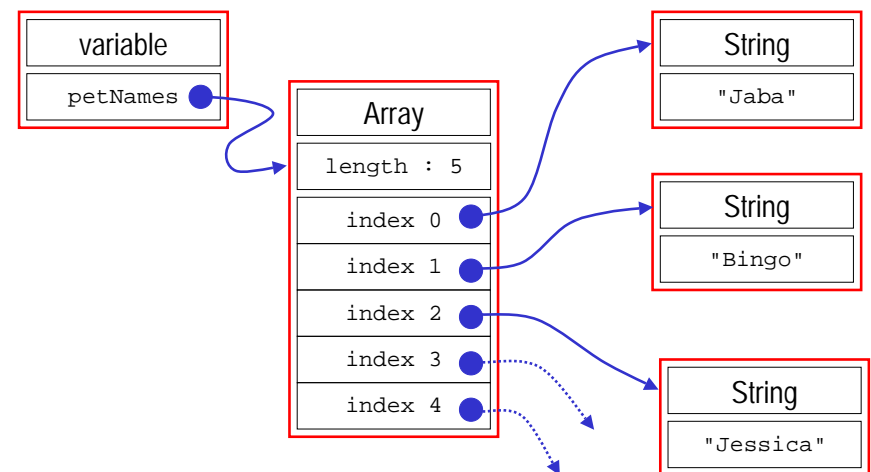 variable
petNames
Array
length : 5
index 0
index 1
index 2
index 3
index 4
String
"Jaba"
String
"Bingo"
String
"Jessica"